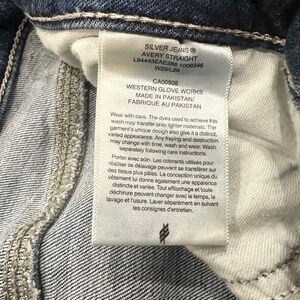 SILVER JEANS ®
AVERY STRAIGHT
L94443EAE286 1009346
W29/L29
CA00508
WESTERN GLOVE WORKS
MADE IN PAKISTAN/
FABRIQUÉ AU PAKISTAN
Wear with care. The dyes used to achieve this
wash may transfer onto lighter materials. The
garment's unique design also give it a distinct,
varied appearance. Any fraying and destruction
may change with time, wash and wear. Wash
separately following care instructions.
Porter avec soin. Les colorants utilisés pour
réaliser ce délavage peuvent se transférer sur des
tissus plus pâles. La conception unique du
vêtement lui donne également une apparence
distincte et variée. Tout effilochage et toute
déchirure peuvent changer avec le temps, le
lavage et l'usure. Laver séparément en suivant
les consignes d'entretien.